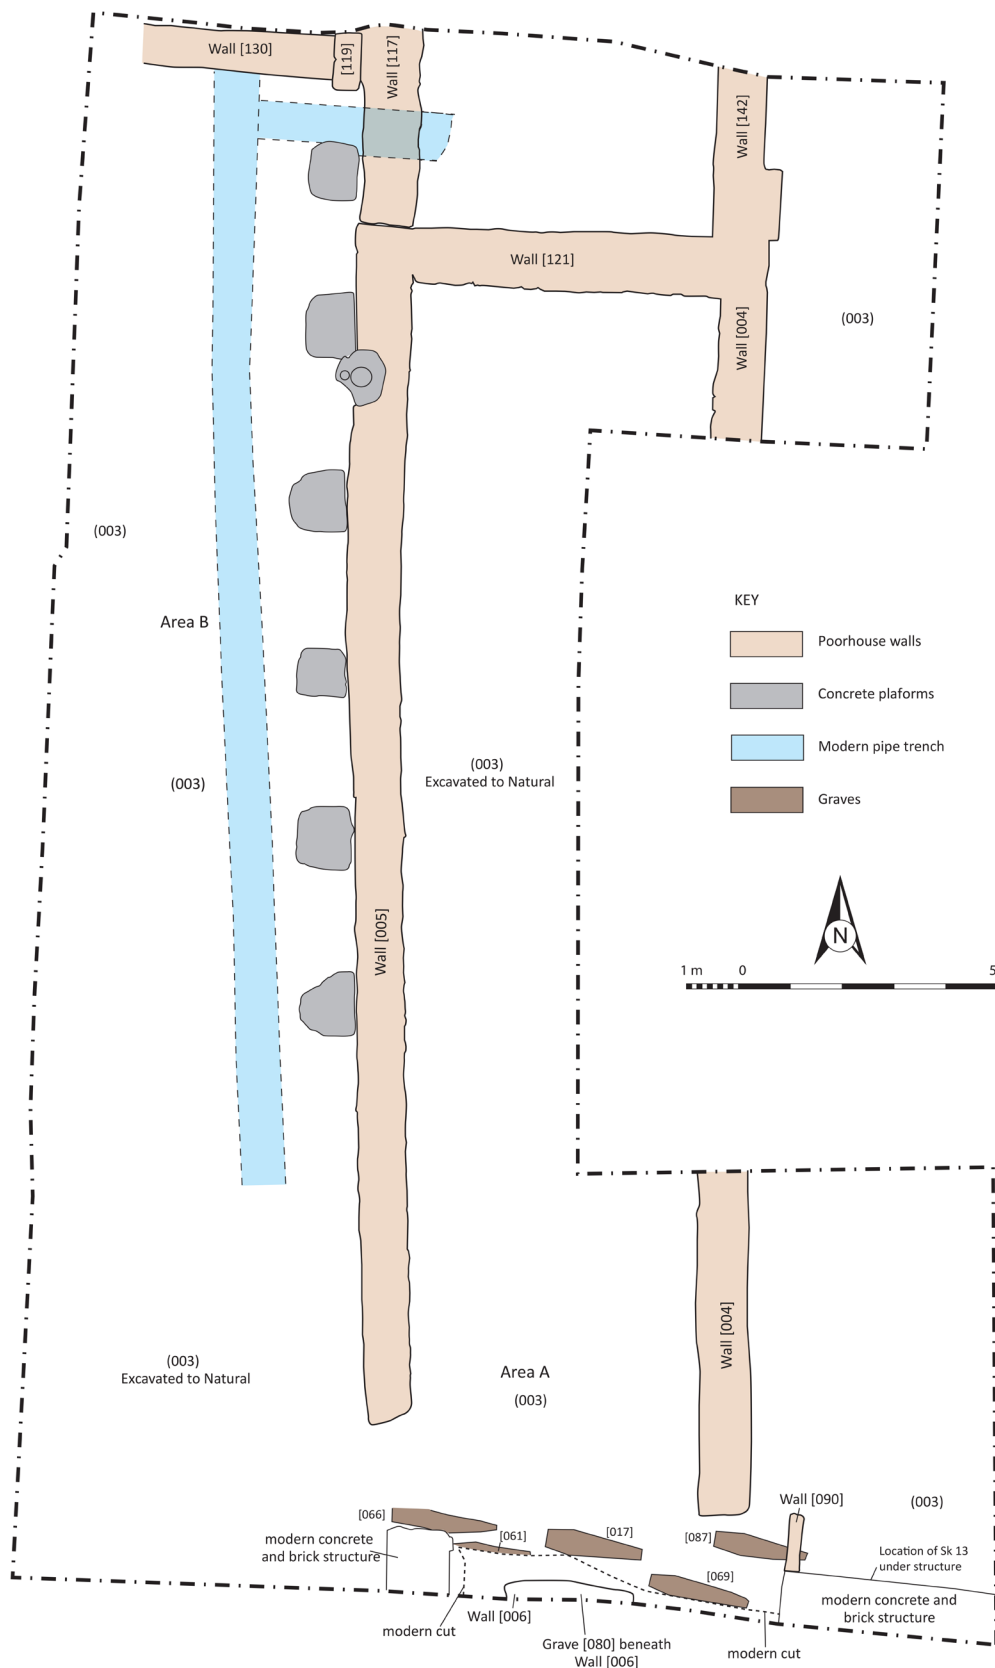 Wall [130]
[119]
Wall [117]
Wall [142]
Wall [121]
Wall [004]
(003)
(003)
Area B
KEY
Poorhouse walls
Concrete plaforms
Modern pipe trench
Graves
(003)
(003)
Excavated to Natural
Wall [005]
N
1 m
0
5
Wall [004]
(003)
Excavated to Natural
Area A
(003)
Wall [090]
(003)
[066]
[061]
[017]
[087]
[069]
modern concrete
and brick structure
Location of Sk 13
under structure
modern concrete and
brick structure
modern cut
Wall [006]
Grave [080] beneath
Wall [006]
modern cut